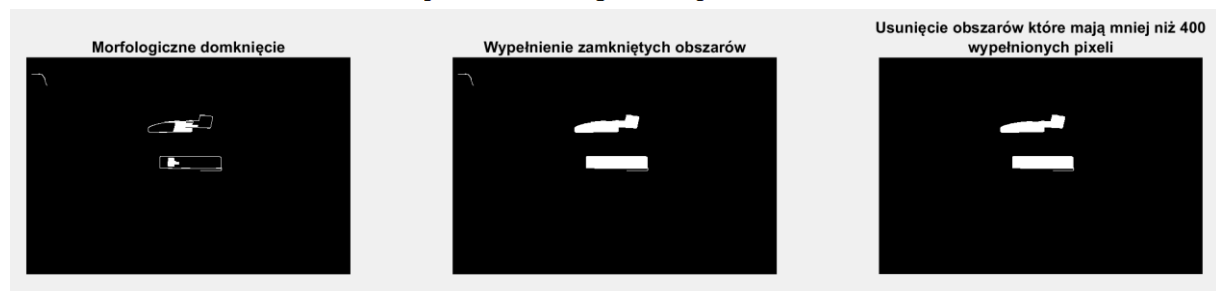 Morfologiczne domknięcie
Wypełnienie zamkniętych obszarów
Usunięcie obszarów które mają mniej niż 400
wypełnionych pixeli